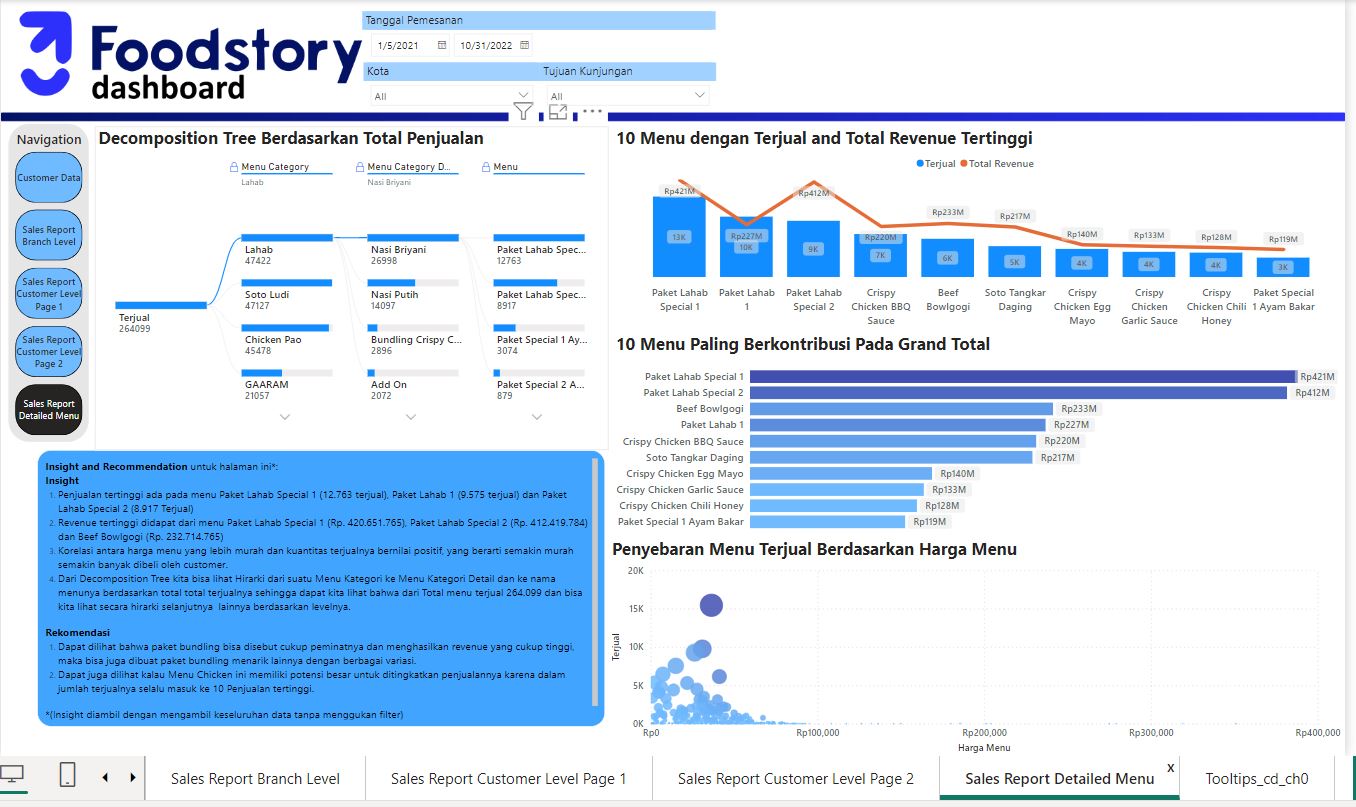 Foodstory
dashboard
Tanggal Pemesanan
1/5/2021
10/31/2022
Kota
Tujuan Kunjungan
All
All
Navigation
Customer Data
Sales Report
Branch Level
Sales Report
Customer Level
Page 1
Sales Report
Customer Level
Page 2
Sales Report
Detailed Menu
Decomposition Tree Berdasarkan Total Penjualan
Menu Category
Lahab
Menu Category D...
Nasi Briyani
Menu
Terjual
264099
Lahab
47422
Soto Ludi
47127
Chicken Pao
45478
GAARAM
21057
Nasi Briyani
26998
Nasi Putih
14097
Bundling Crispy C...
2896
Add On
2072
Paket Lahab Spec...
12763
Paket Lahab Spec...
8917
Paket Special 1 Ay...
3074
Paket Special 2 A...
879
Insight and Recommendation untuk halaman ini*:
Insight
1. Penjualan tertinggi ada pada menu Paket Lahab Special 1 (12.763 terjual), Paket Lahab 1 (9.575 terjual) dan Paket
Lahab Special 2 (8.917 Terjual)
2. Revenue tertinggi didapat dari menu Paket Lahab Special 1 (Rp. 420.651.765), Paket Lahab Special 2 (Rp. 412.419.784)
dan Beef Bowlgogi (Rp. 232.714.765)
3. Korelasi antara harga menu yang lebih murah dan kuantitas terjualnya bernilai positif, yang berarti semakin murah
semakin banyak dibeli oleh customer.
4. Dari Decomposition Tree kita bisa lihat Hirarki dari suatu Menu Kategori ke Menu Kategori Detail dan ke nama
menunya berdasarkan total total terjualnya sehingga dapat kita lihat bahwa dari Total menu terjual 264.099 dan bisa
kita lihat secara hirarki selanjutnya lainnya berdasarkan levelnya.
Rekomendasi
1. Dapat dilihat bahwa paket bundling bisa disebut cukup peminatnya dan menghasilkan revenue yang cukup tinggi,
maka bisa juga dibuat paket bundling menarik lainnya dengan berbagai variasi.
2. Dapat juga dilihat kalau Menu Chicken ini memiliki potensi besar untuk ditingkatkan penjualannya karena dalam
jumlah terjualnya selalu masuk ke 10 Penjualan tertinggi.
*(Insight diambil dengan mengambil keseluruhan data tanpa menggukan filter)
10 Menu dengan Terjual and Total Revenue Tertinggi
Terjual Total Revenue
Rp421M
Rp227M
Rp412M
Rp220M
Rp233M
Rp217M
Rp140M
Rp133M
Rp128M
Rp119M
13K
10K
9K
7K
6K
5K
4K
4K
4K
3K
Paket Lahab
Special 1
Paket Lahab
1
Paket Lahab
Special 2
Crispy
Chicken BBQ
Sauce
Beef
Bowlgogi
Soto Tangkar
Daging
Crispy
Chicken Egg
Mayo
Crispy
Chicken
Garlic Sauce
Crispy
Chicken Chili
Honey
Paket Special
1 Ayam Bakar
10 Menu Paling Berkontribusi Pada Grand Total
Paket Lahab Special 1 Rp421M
Paket Lahab Special 2 Rp412M
Beef Bowlgogi Rp233M
Paket Lahab 1 Rp227M
Crispy Chicken BBQ Sauce Rp220M
Soto Tangkar Daging Rp217M
Crispy Chicken Egg Mayo Rp140M
Crispy Chicken Garlic Sauce Rp133M
Crispy Chicken Chili Honey Rp128M
Paket Special 1 Ayam Bakar Rp119M
Penyebaran Menu Terjual Berdasarkan Harga Menu
Terjual
20K
15K
10K
5K
0K
Rp0
Rp100,000
Rp200,000
Rp300,000
Rp400,000
Harga Menu
Sales Report Branch Level
Sales Report Customer Level Page 1
Sales Report Customer Level Page 2
Sales Report Detailed Menu
X
Tooltips_cd_ch0